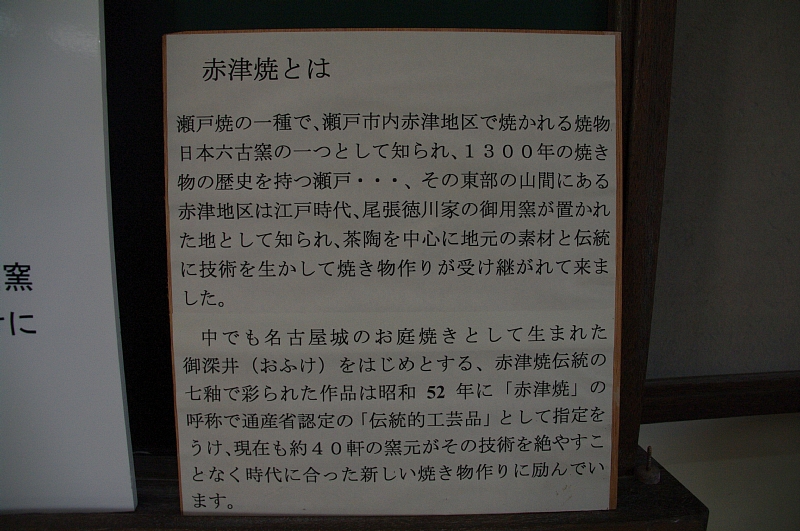 赤津焼とは
瀬戸焼の一種で、瀬戸市内赤津地区で焼かれる焼物
日本六古窯の一つとして知られ、１３００年の焼き
物の歴史を持つ瀬戸・・・、その東部の山間にある
赤津地区は江戸時代、尾張徳川家の御用窯が置かれ
た地として知られ、茶陶を中心に地元の素材と伝統
に技術を生かして焼き物作りが受け継がれて来ま
した。
中でも名古屋城のお庭焼きとして生まれた
御深井（おふけ）をはじめとする、赤津焼伝統の
七釉で彩られた作品は昭和 52 年に「赤津焼」の
呼称で通産省認定の「伝統的工芸品」として指定を
うけ、現在も約４０軒の窯元がその技術を絶やすこ
となく時代に合った新しい焼き物作りに励んでい
ます。
窯
に